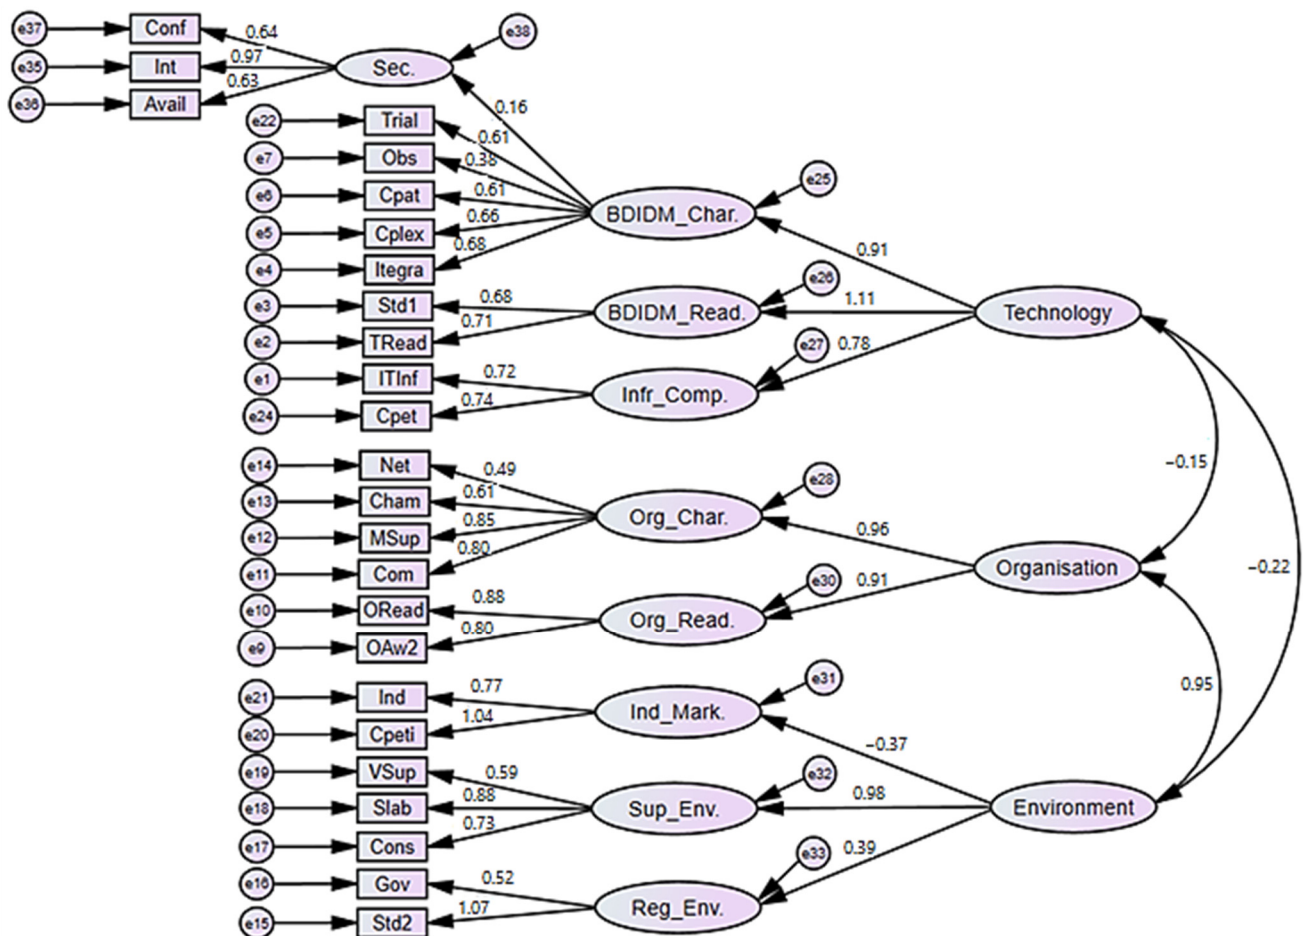 e37 Conf 0.64 e38
e35 Int 0.97 Sec.
e36 Avail 0.63
0.16
e22 Trial 0.61
e7 Obs 0.38
e6 Cpat 0.61 e25
e5 Cplex 0.66 BDIDM_Char.
e4 Itegra 0.68 0.91
e3 Std1 0.68 e26 1.11
BDIDM_Read. Technology
e2 TRead 0.71 e27 0.78
e1 ITInf 0.72
Infr_Comp.
e24 Cpet 0.74
e14 Net 0.49 −0.15
e13 Cham 0.61 e28
e12 MSup 0.85 Org_Char. 0.96
e11 Com 0.80 Organisation −0.22
e10 ORead 0.88 e30 0.91
e9 OAw2 0.80 Org_Read.
e21 Ind 0.77 e31 0.95
e20 Cpeti 1.04 Ind_Mark. −0.37
e19 VSup 0.59 e32
e18 Slab 0.88 Sup_Env. 0.98 Environment
e17 Cons 0.73 e33 0.39
e16 Gov 0.52
e15 Std2 1.07 Reg_Env.